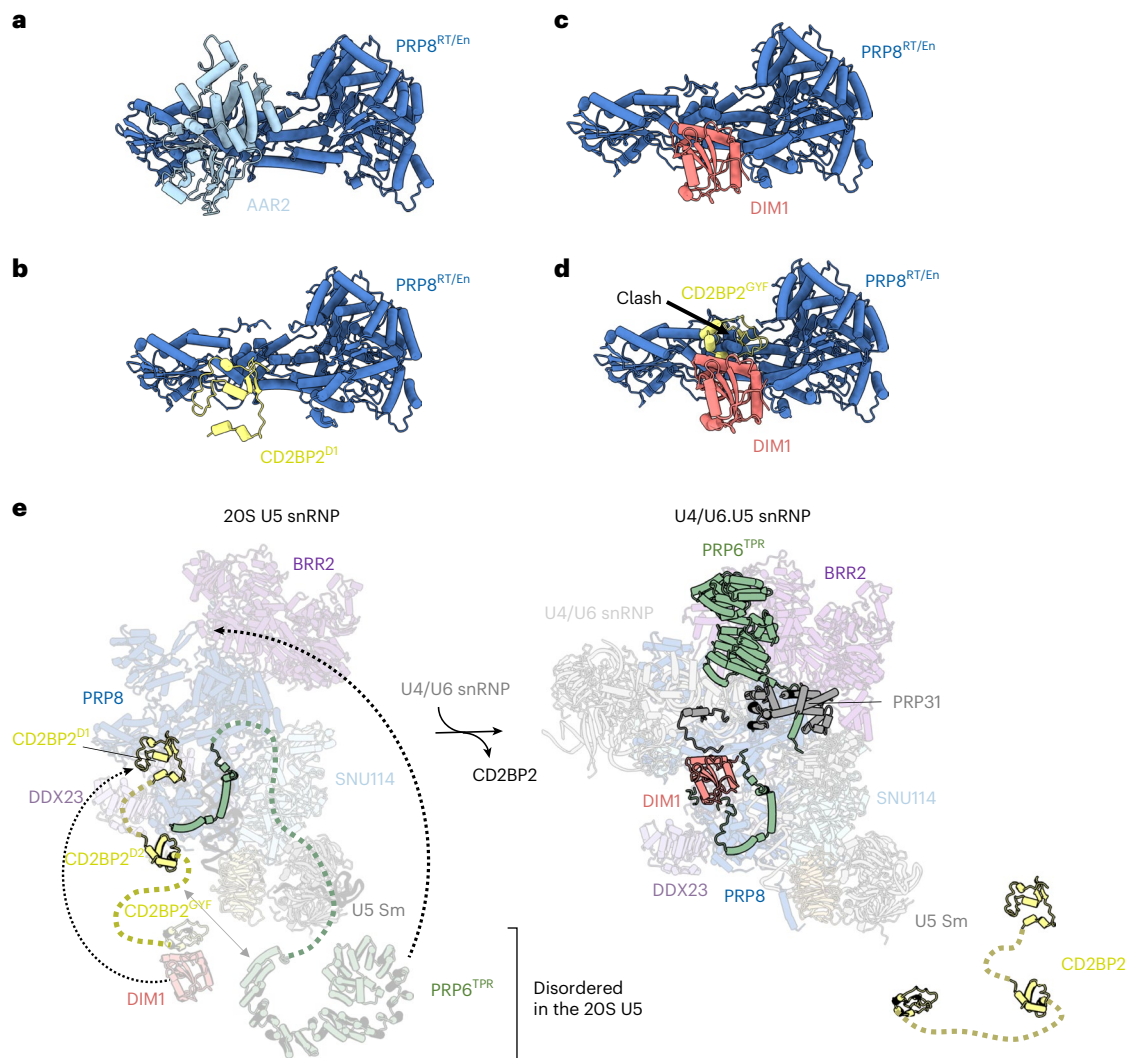 a
PRP8RT/En
AAR2
b
PRP8RT/En
CD2BP2D1
c
PRP8RT/En
DIM1
d
CD2BP2GYF
PRP8RT/En
Clash
DIM1
e
20S U5 snRNP
BRR2
PRP8
CD2BP2D1
DDX23
SNU114
CD2BP2D2
CD2BP2GYF
U5 Sm
DIM1
PRP6TPR
Disordered
in the 20S U5
U4/U6 snRNP
CD2BP2
U4/U6.U5 snRNP
PRP6TPR
BRR2
U4/U6 snRNP
PRP31
DIM1
SNU114
DDX23
PRP8
U5 Sm
CD2BP2